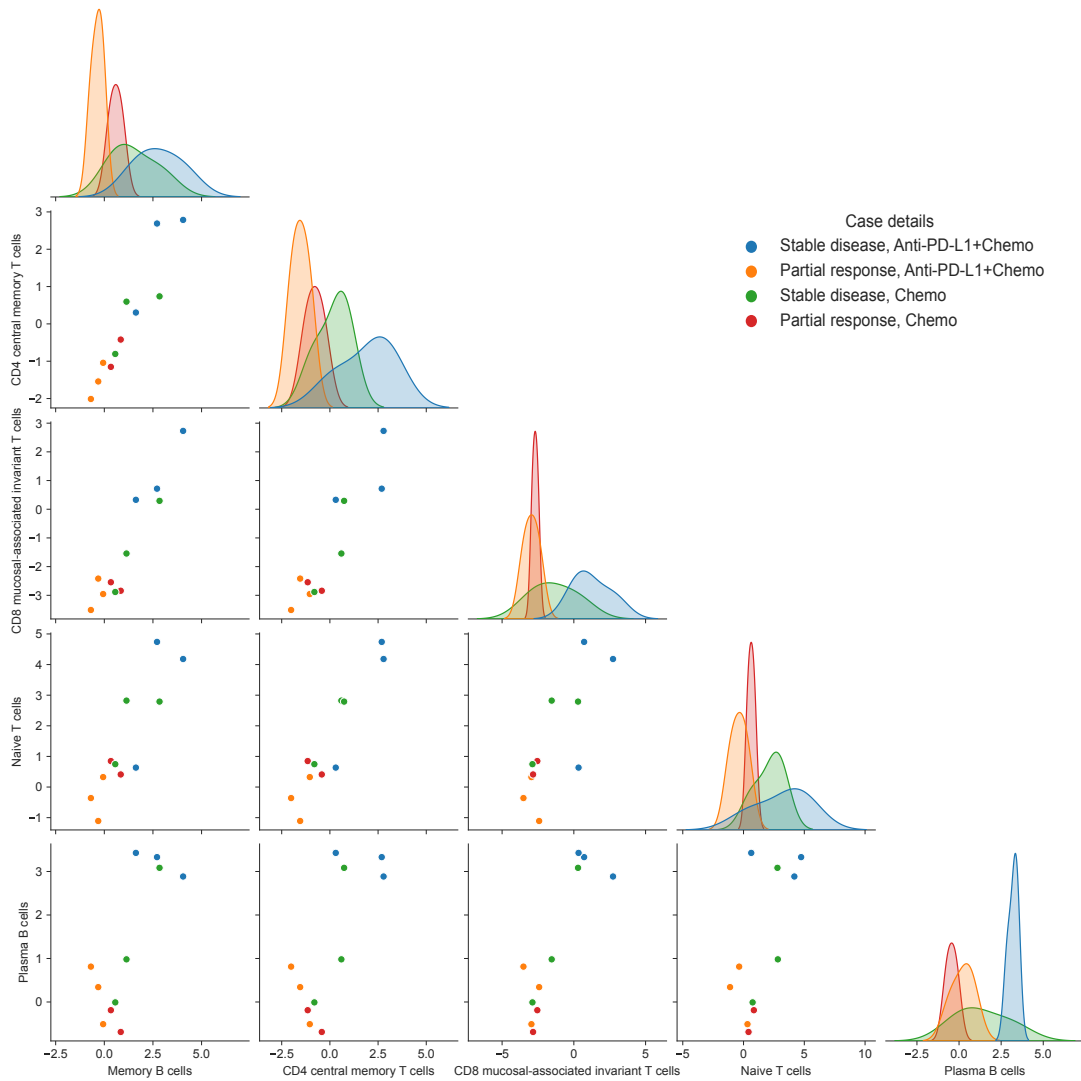 CD4 central memory T cells
3
2
1
0
−1
−2
Case details
Stable disease, Anti-PD-L1+Chemo
Partial response, Anti-PD-L1+Chemo
Stable disease, Chemo
Partial response, Chemo
CD8 mucosal-associated invariant T cells
3
2
1
0
−1
−2
−3
Naive T cells
5
4
3
2
1
0
−1
Plasma B cells
3
2
1
0
−2.5 0.0 2.5 5.0
Memory B cells
−2.5 0.0 2.5 5.0
CD4 central memory T cells
−5 0 5
CD8 mucosal-associated invariant T cells
−5 0 5 10
Naive T cells
−2.5 0.0 2.5 5.0
Plasma B cells